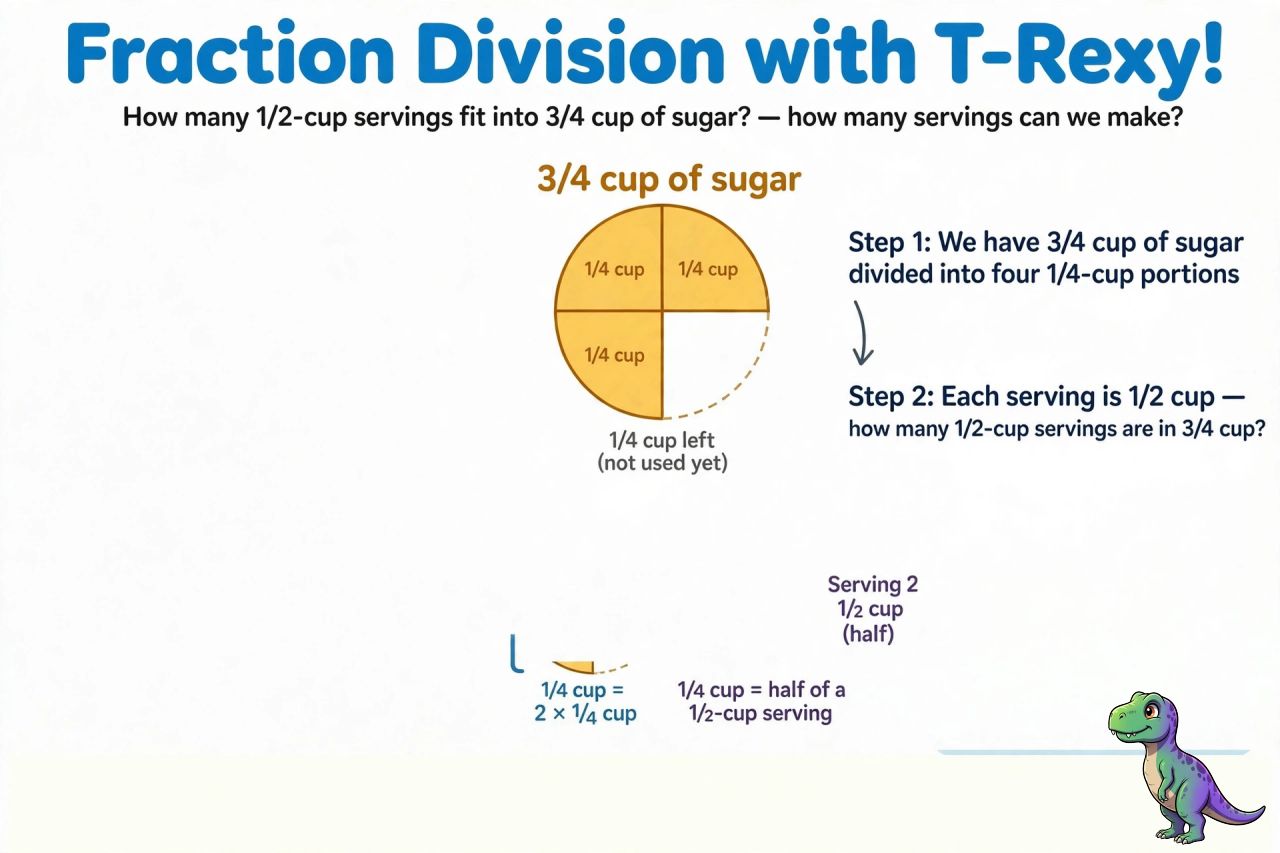 Fraction Division with T-Rexy!
How many 1/2-cup servings fit into 3/4 cup of sugar? — how many servings can we make?
3/4 cup of sugar
1/4 cup
1/4 cup
1/4 cup
1/4 cup left
(not used yet)
Step 1: We have 3/4 cup of sugar
divided into four 1/4-cup portions
Step 2: Each serving is 1/2 cup —
how many 1/2-cup servings are in 3/4 cup?
Serving 2
1/2 cup
(half)
1/4 cup =
2 × 1/4 cup
1/4 cup = half of a
1/2-cup serving